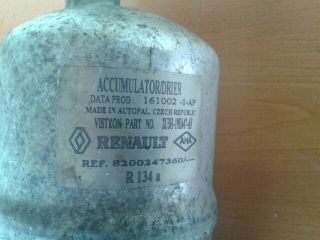 ACCUMULATOR/DRIER
DATA PROD: 161002 -1-AP
MADE IN AUTOPAL, CZECH REPUBLIC
VISTEON PART NO.
RENAULT AHA
REF. 8200247360/---
R 134 a